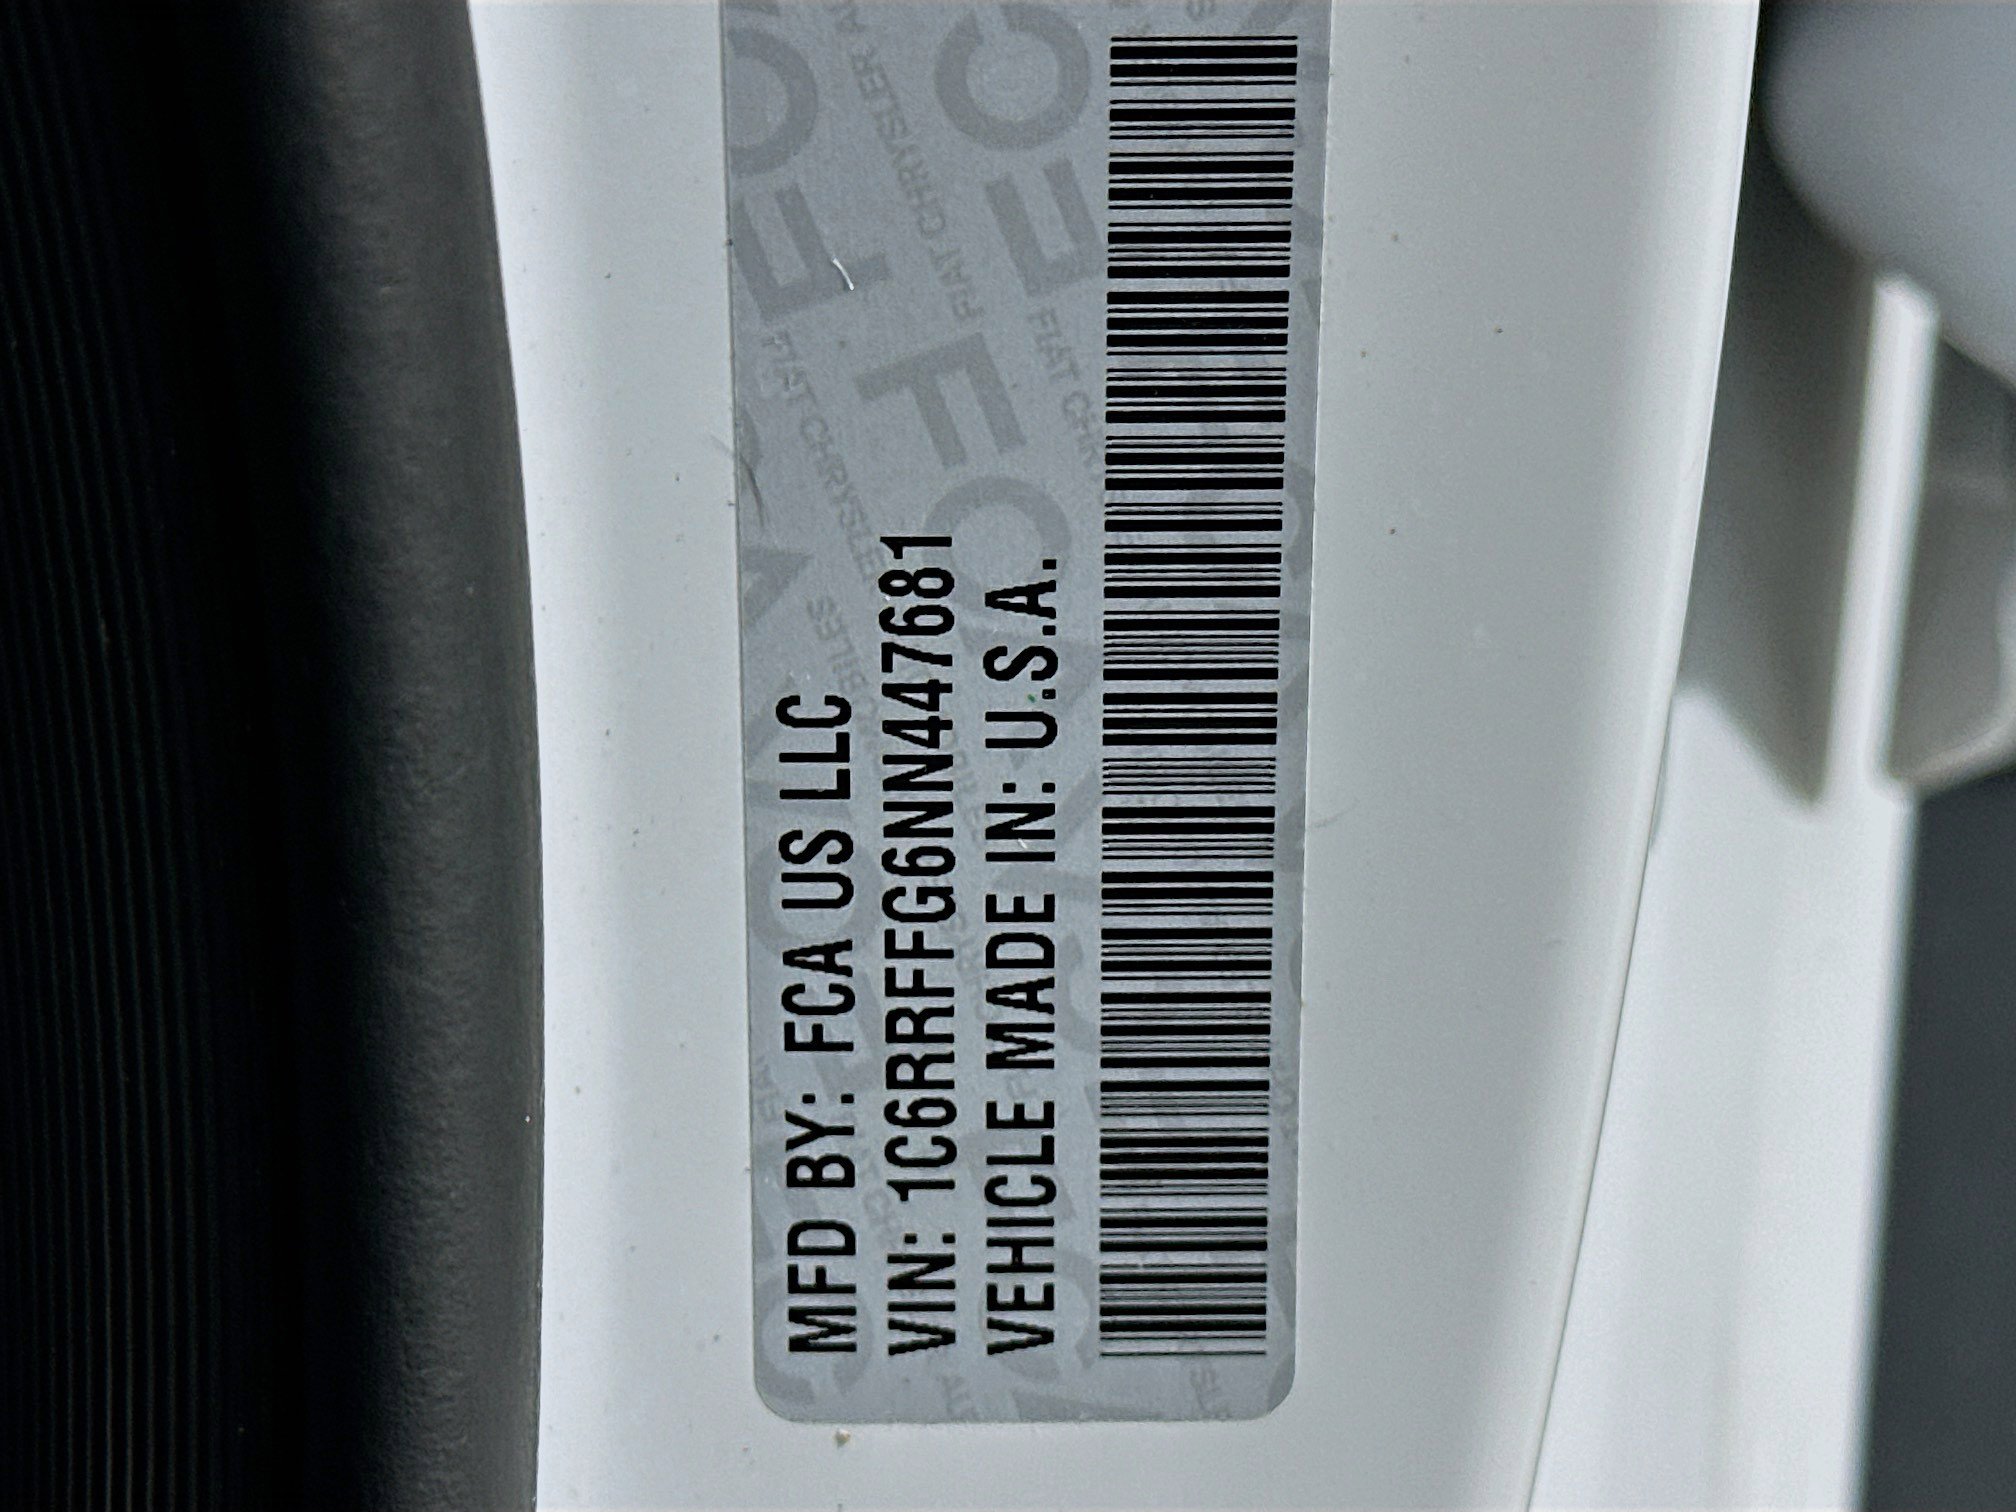 MFD BY: FCA US LLC
VIN: 1C6RRFFG6NN447681
VEHICLE MADE IN: U.S.A.